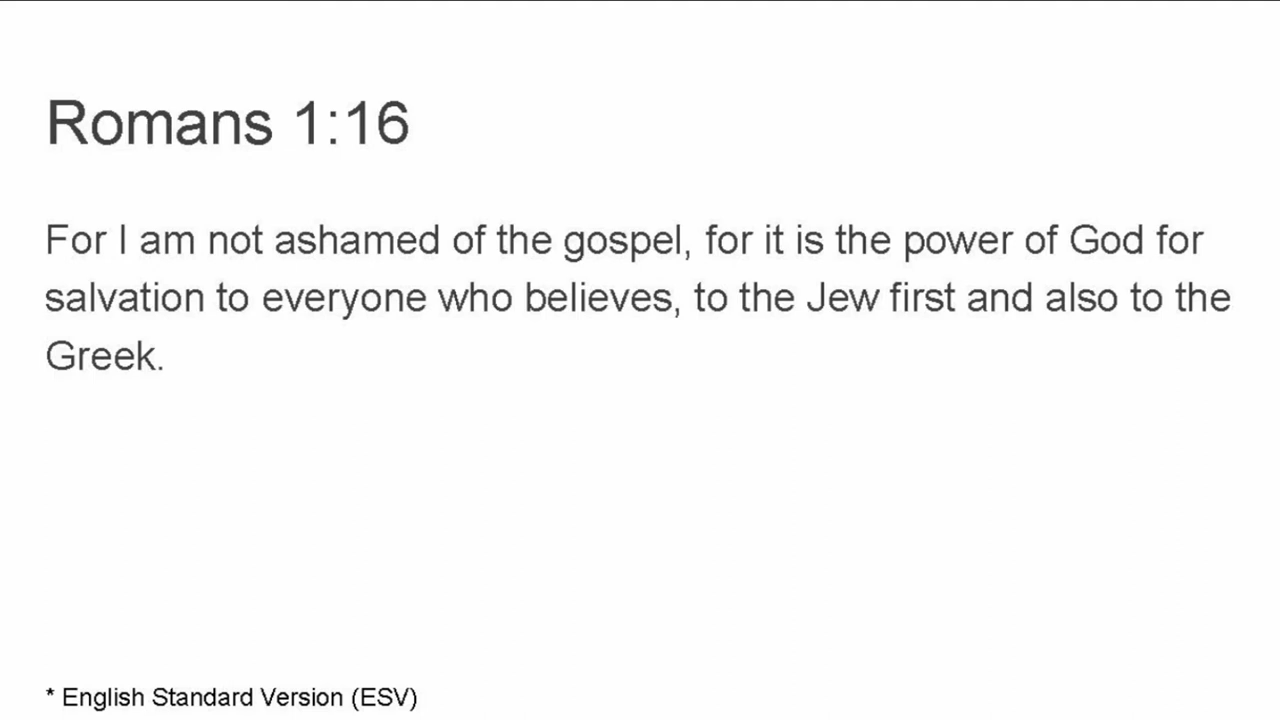 Romans 1:16
For I am not ashamed of the gospel, for it is the power of God for
salvation to everyone who believes, to the Jew first and also to the
Greek.
* English Standard Version (ESV)